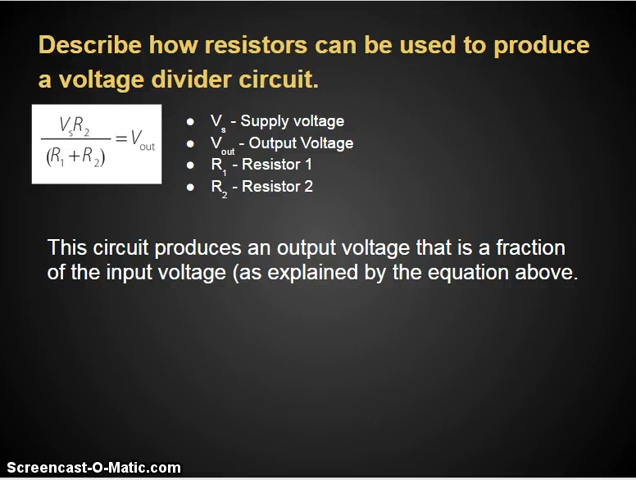 Describe how resistors can be used to produce
a voltage divider circuit.
VsR2
(R1 + R2) = Vout
● Vs - Supply voltage
● Vout - Output Voltage
● R1 - Resistor 1
● R2 - Resistor 2
This circuit produces an output voltage that is a fraction
of the input voltage (as explained by the equation above.
Screencast-O-Matic.com